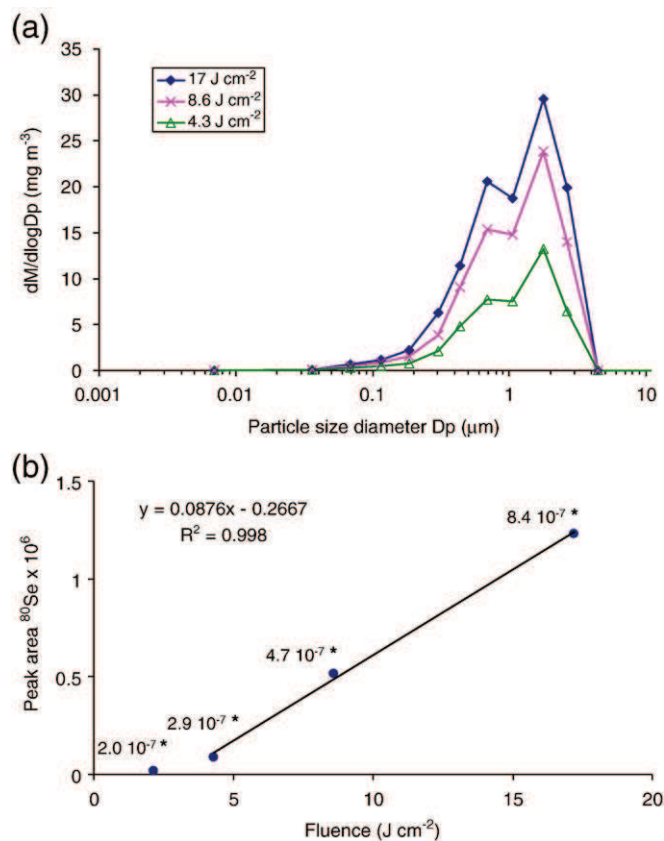 (a)
35
30
25
20
15
10
5
0
dM/dlogDp (mg m⁻³)
17 J cm⁻²
8.6 J cm⁻²
4.3 J cm⁻²
0.001 0.01 0.1 1 10
Particle size diameter Dp (μm)
(b)
1.5
1
0.5
0
Peak area ⁸⁰Se x 10⁶
y = 0.0876x - 0.2667
R² = 0.998
8.4 10⁻⁷ *
4.7 10⁻⁷ *
2.9 10⁻⁷ *
2.0 10⁻⁷ *
0 5 10 15 20
Fluence (J cm⁻²)